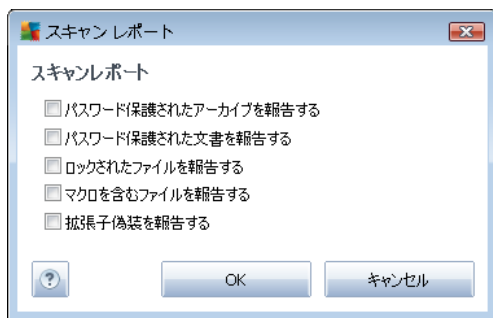 スキャン レポート
スキャンレポート
パスワード保護されたアーカイブを報告する
パスワード保護された文書を報告する
ロックされたファイルを報告する
マクロを含むファイルを報告する
拡張子偽装を報告する
? OK キャンセル